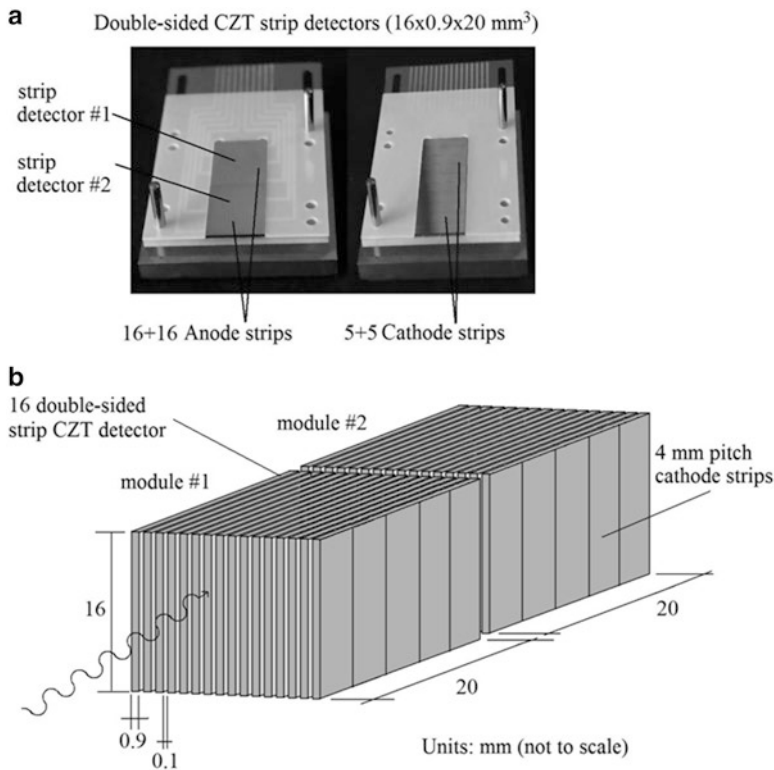 a
Double-sided CZT strip detectors (16x0.9x20 mm³)
strip
detector #1
strip
detector #2
16+16 Anode strips
5+5 Cathode strips
b
16 double-sided
strip CZT detector
module #2
module #1
4 mm pitch
cathode strips
16
20
20
0.9
0.1
Units: mm (not to scale)